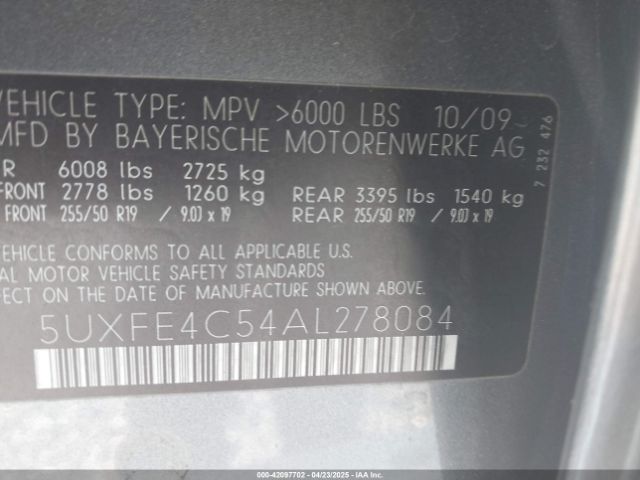 VEHICLE TYPE: MPV >6000 LBS 10/09
MFD BY BAYERISCHE MOTORENWERKE AG
R 6008 lbs 2725 kg
FRONT 2778 lbs 1260 kg REAR 3395 lbs 1540 kg
FRONT 255/50 R19 / 9.0J x 19 REAR 255/50 R19 / 9.0J x 19
VEHICLE CONFORMS TO ALL APPLICABLE U.S.
AL MOTOR VEHICLE SAFETY STANDARDS
FECT ON DATE OF MANUFACTURE SHOWN ABOVE.
5UXFE4C54AL278084
7 232 476
000-42097702 - 04/23/2025 - COPYRIGHT IAA, LLC.